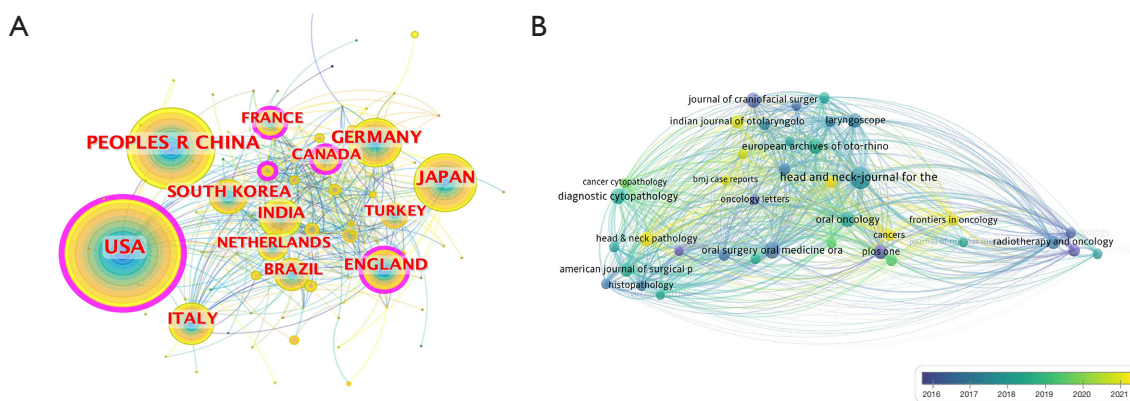 A
FRANCE
PEOPLES R CHINA
GERMANY
CANADA
JAPAN
SOUTH KOREA
INDIA
TURKEY
USA
NETHERLANDS
ENGLAND
BRAZIL
ITALY
B
journal of craniofacial surger
indian journal of otolaryngolo
laryngoscope
european archives of oto-rhino
cancer cytopathology
bmj case reports
head and neck-journal for the
diagnostic cytopathology
oncology letters
oral oncology
frontiers in oncology
head & neck pathology
cancers
radiotherapy and oncology
oral surgery oral medicine ora
plos one
american journal of surgical p
histopathology
2016 2017 2018 2019 2020 2021